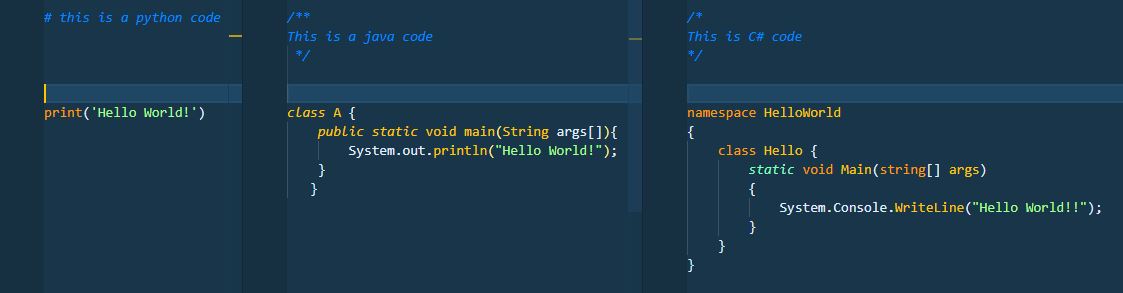 # this is a python code
print('Hello World!')
/**
This is a java code
*/
class A {
public static void main(String args[]){
System.out.println("Hello World!");
}
}
/*
This is C# code
*/
namespace HelloWorld
{
class Hello {
static void Main(string[] args)
{
System.Console.WriteLine("Hello World!!");
}
}
}